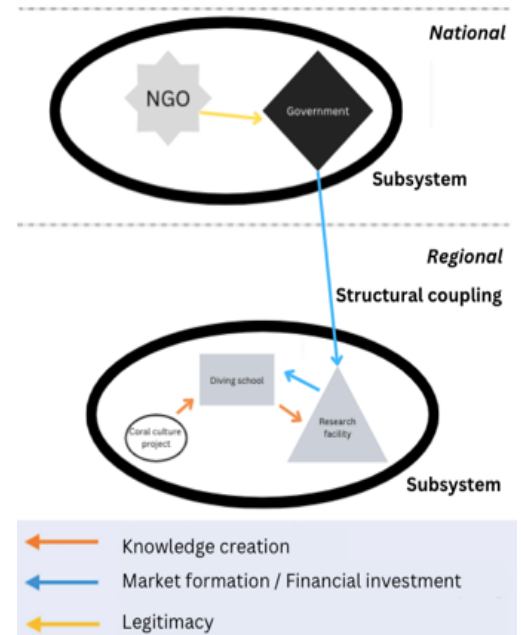 National
NGO
Government
Subsystem
Regional
Structural coupling
Diving school
Coral culture
project
Research
facility
Subsystem
Knowledge creation
Market formation / Financial investment
Legitimacy